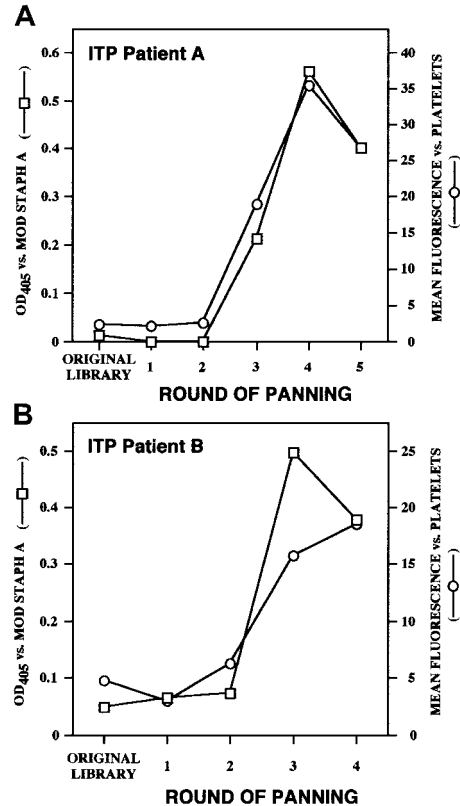 A
ITP Patient A
OD405 vs. MOD STAPH A (—□—)
0.6
0.5
0.4
0.3
0.2
0.1
0
40
35
30
25
20
15
10
5
0
MEAN FLUORESCENCE vs. PLATELETS (—○—)
ORIGINAL
LIBRARY
1 2 3 4 5
ROUND OF PANNING
B
ITP Patient B
OD405 vs. MOD STAPH A (—□—)
0.5
0.4
0.3
0.2
0.1
0
25
20
15
10
5
0
MEAN FLUORESCENCE vs. PLATELETS (—○—)
ORIGINAL
LIBRARY
1 2 3 4
ROUND OF PANNING